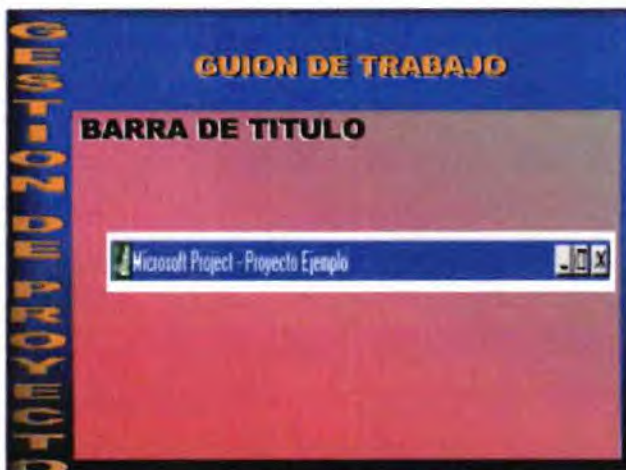 GESTION DE PROYECTO
GUION DE TRABAJO
BARRA DE TITULO
Microsoft Project - Proyecto Ejemplo